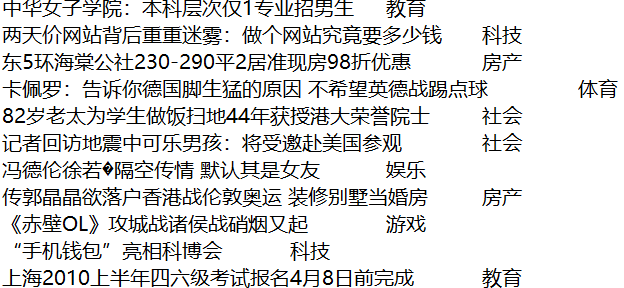 中华女子学院：本科层次仅1专业招男生 教育
两天价网站背后重重迷雾：做个网站究竟要多少钱 科技
东5环海棠公社230-290平2居准现房98折优惠 房产
卡佩罗：告诉你德国脚生猛的原因 不希望英德战踢点球 体育
82岁老太为学生做饭扫地44年获授港大荣誉院士 社会
记者回访地震中可乐男孩：将受邀赴美国参观 社会
冯德伦徐若�隔空传情 默认其是女友 娱乐
传郭晶晶欲落户香港战伦敦奥运 装修别墅当婚房 房产
《赤壁OL》攻城战诸侯战硝烟又起 游戏
“手机钱包”亮相科博会 科技
上海2010上半年四六级考试报名4月8日前完成 教育